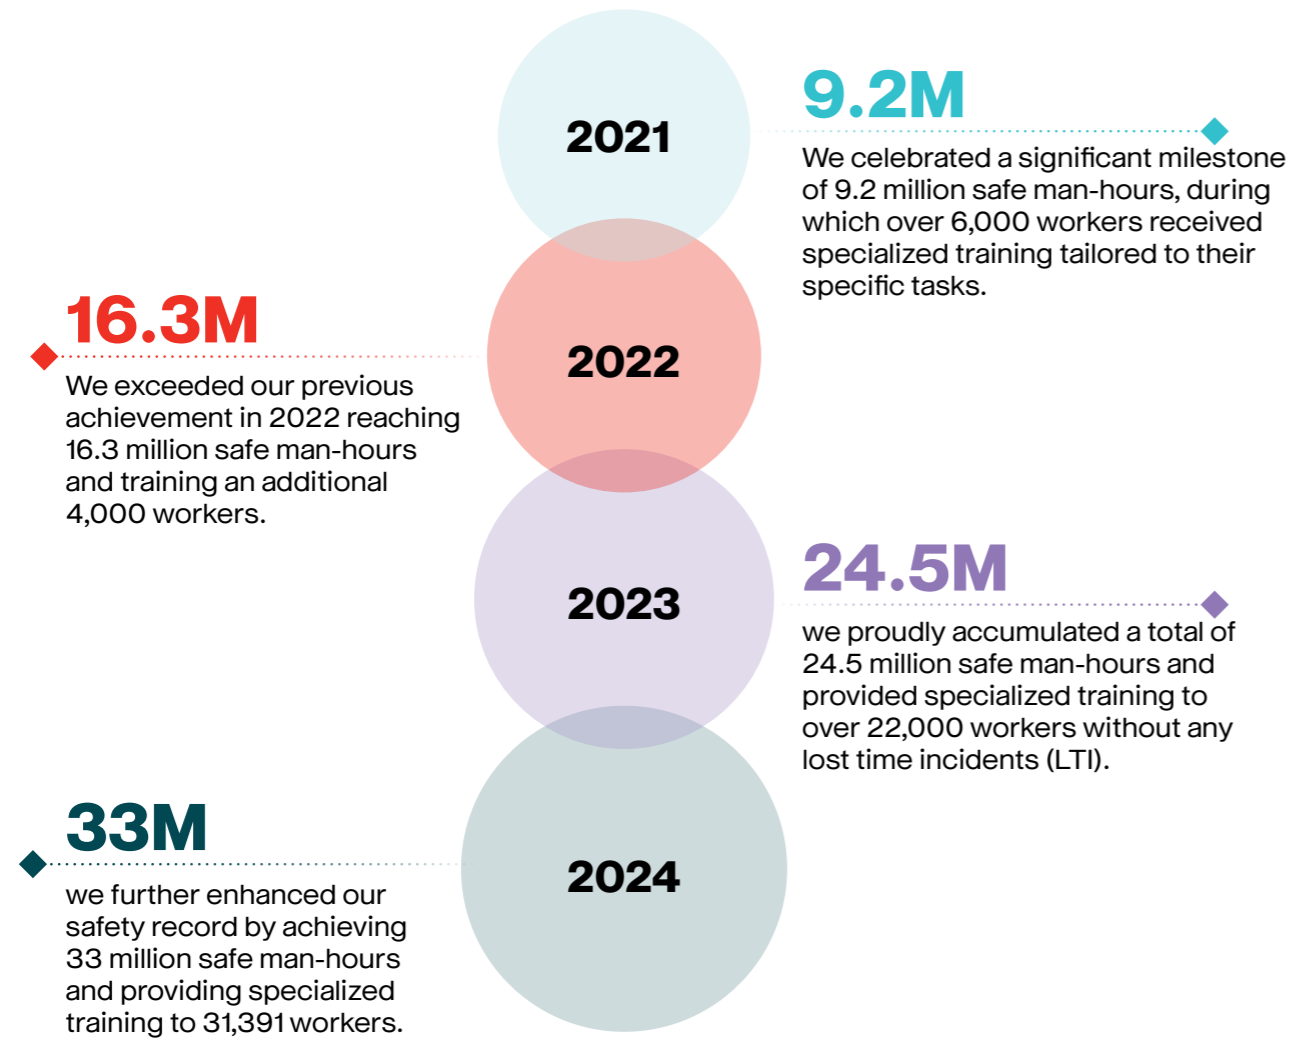 2021
9.2M
We celebrated a significant milestone
of 9.2 million safe man-hours, during
which over 6,000 workers received
specialized training tailored to their
specific tasks.
16.3M
2022
We exceeded our previous
achievement in 2022 reaching
16.3 million safe man-hours
and training an additional
4,000 workers.
2023
24.5M
we proudly accumulated a total of
24.5 million safe man-hours and
provided specialized training to
over 22,000 workers without any
lost time incidents (LTI).
33M
2024
we further enhanced our
safety record by achieving
33 million safe man-hours
and providing specialized
training to 31,391 workers.